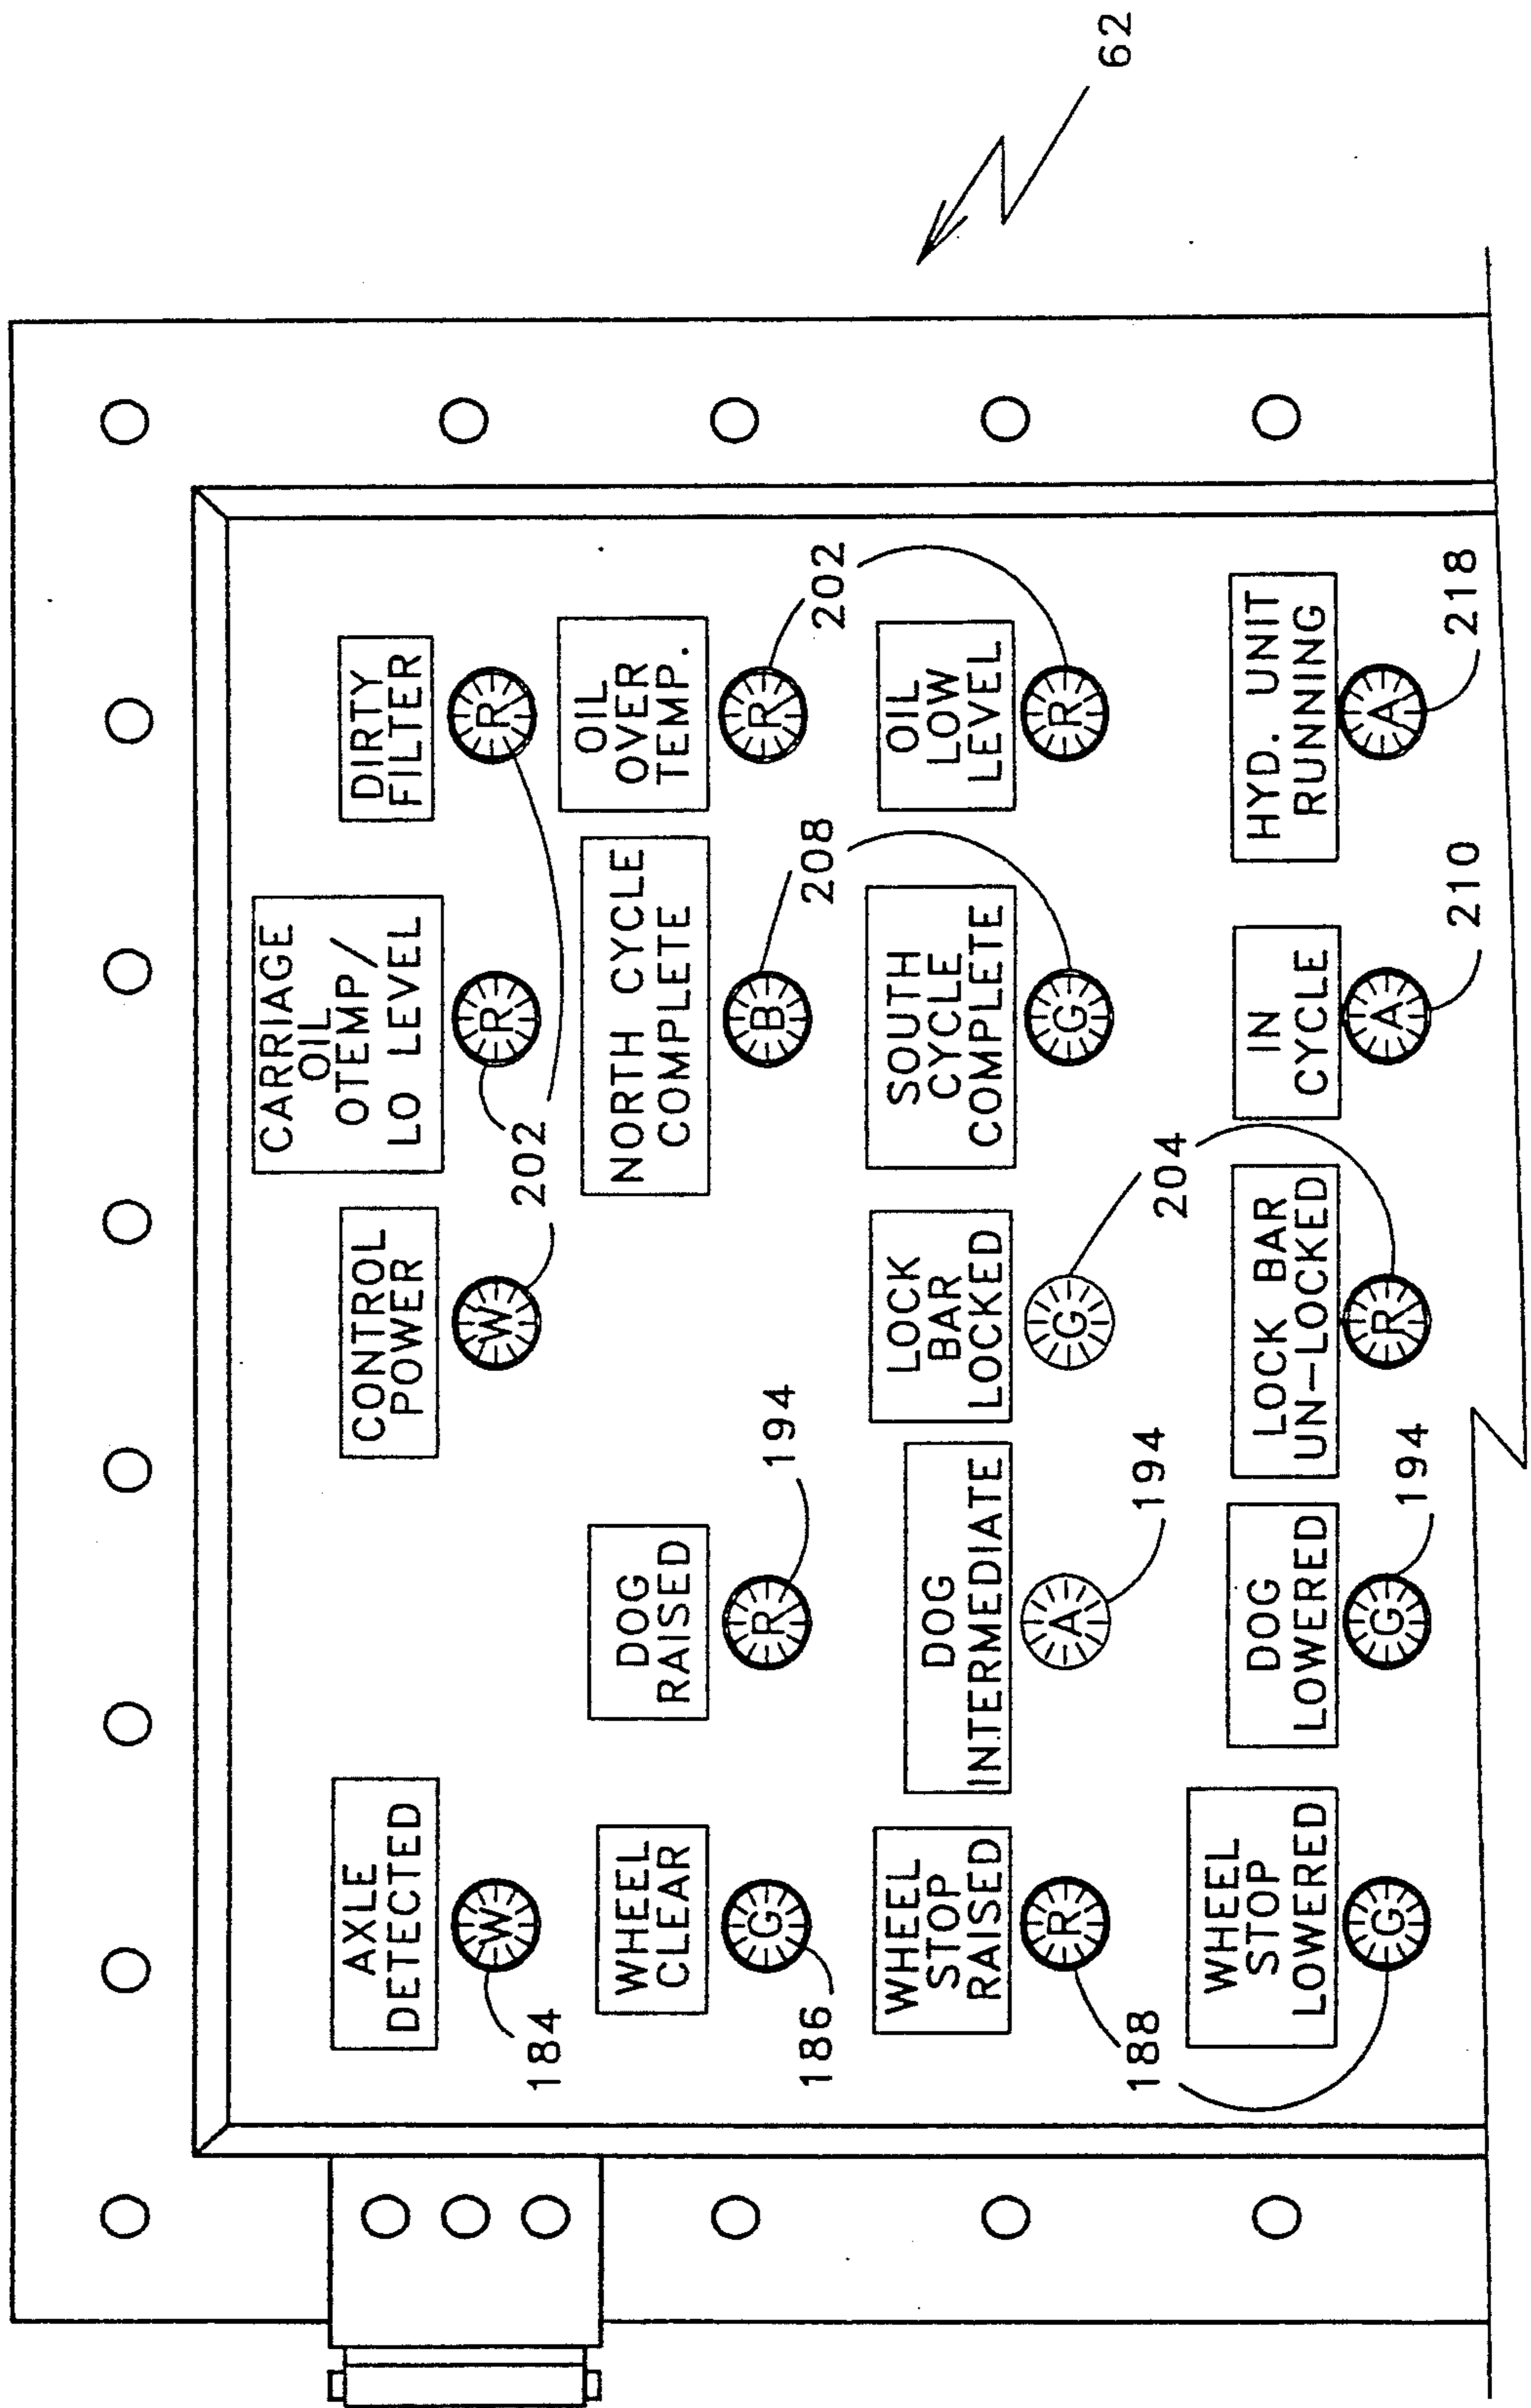 62
AXLE
DETECTED
W
184
CONTROL
POWER
W
CARRIAGE
OIL
OTEMP/
LO LEVEL
R
202
DIRTY
FILTER
R
WHEEL
CLEAR
G
186
DOG
RAISED
R
194
NORTH CYCLE
COMPLETE
B
208
OIL
OVER
TEMP.
R
202
WHEEL
STOP
RAISED
R
188
DOG
INTERMEDIATE
A
194
LOCK
BAR
LOCKED
G
204
SOUTH
CYCLE
COMPLETE
G
OIL
LOW
LEVEL
R
WHEEL
STOP
LOWERED
G
DOG
LOWERED
G
194
LOCK BAR
UN-LOCKED
R
IN
CYCLE
A
210
HYD. UNIT
RUNNING
A
218